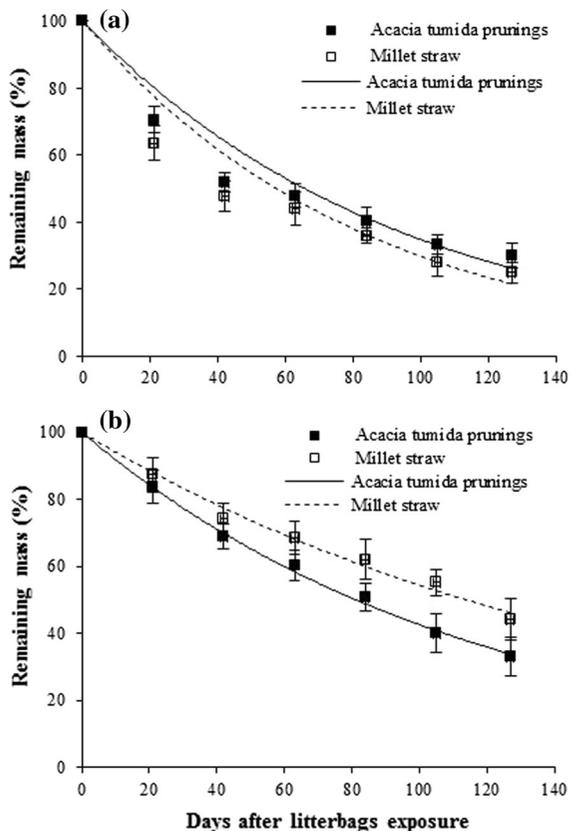 (a)
100
80
60
40
20
0
Remaining mass (%)
Acacia tumida prunings
Millet straw
Acacia tumida prunings
Millet straw
0 20 40 60 80 100 120 140
(b)
100
80
60
40
20
0
Remaining mass (%)
Acacia tumida prunings
Millet straw
Acacia tumida prunings
Millet straw
0 20 40 60 80 100 120 140
Days after litterbags exposure